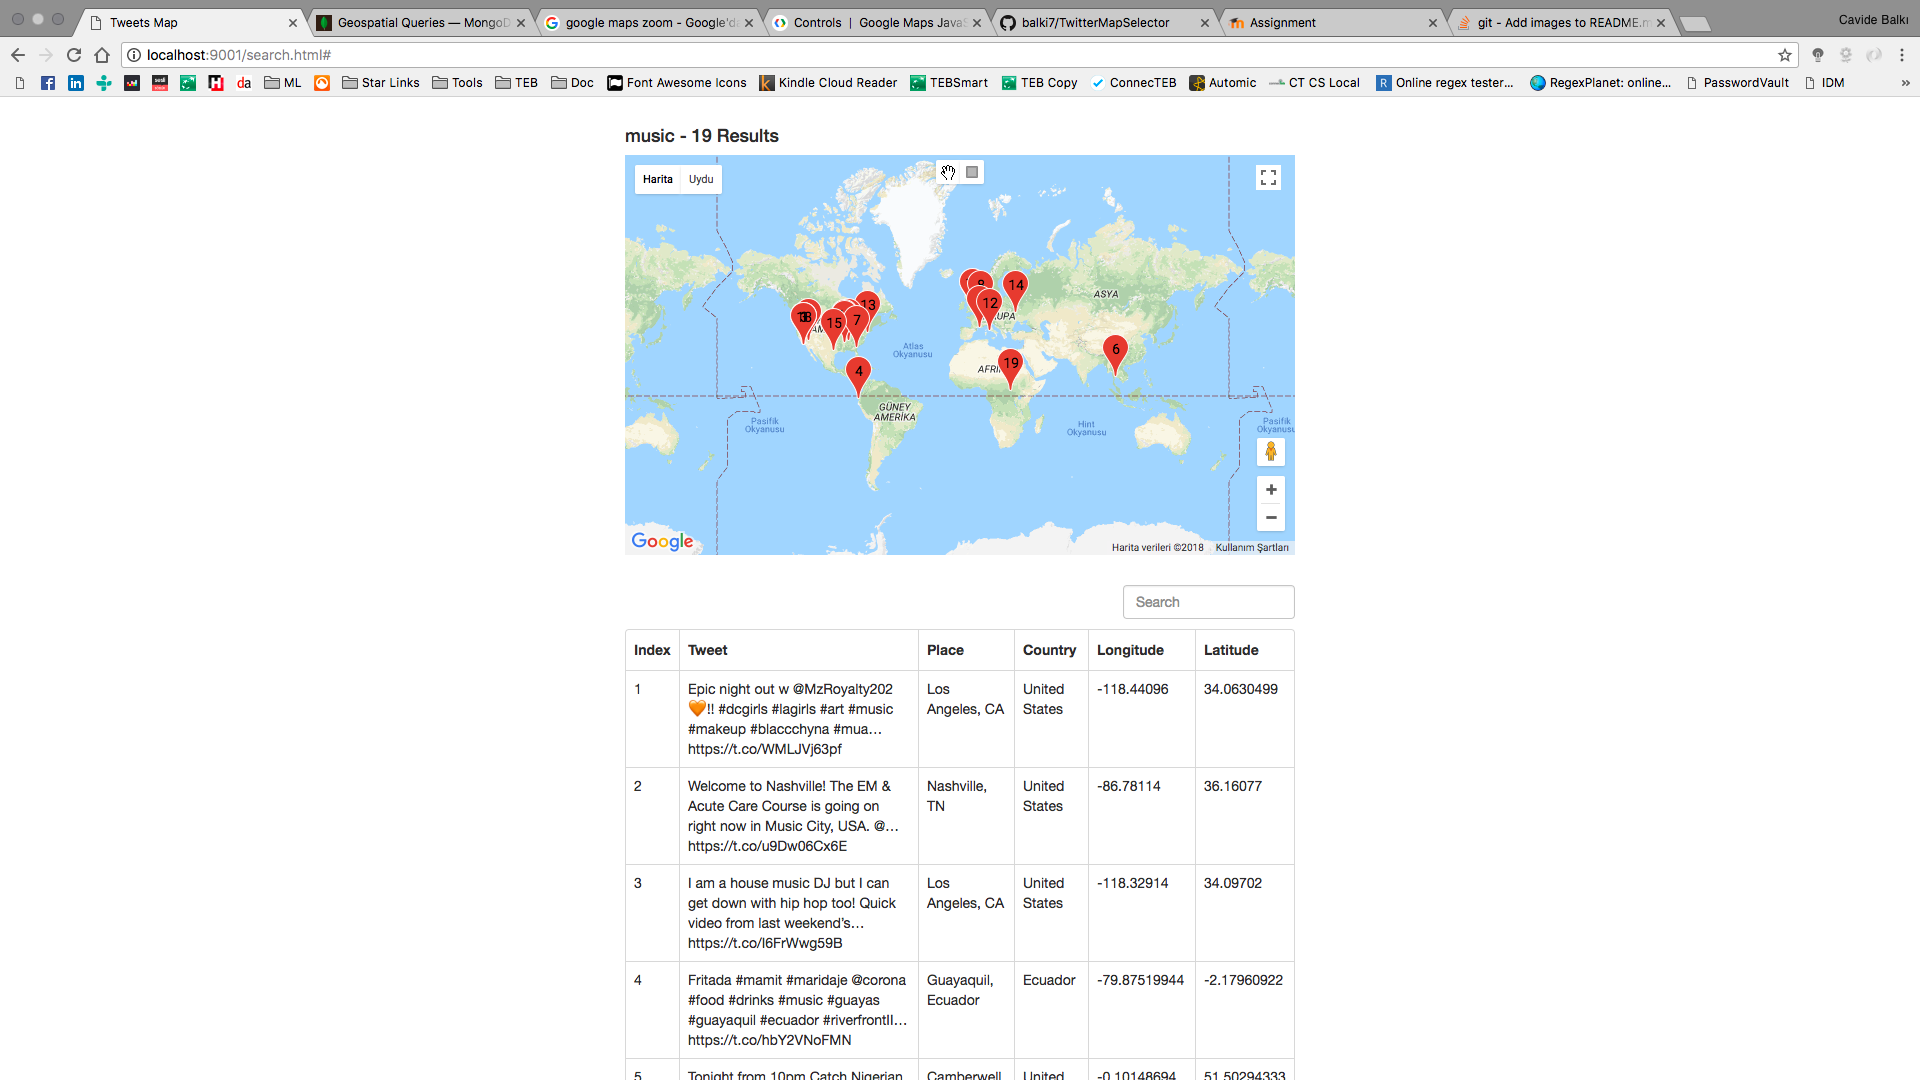 Tweets Map
Geospatial Queries — MongoD
google maps zoom - Google'da
Controls | Google Maps JavaS
balki7/TwitterMapSelector
Assignment
git - Add images to README.m
Cavide Balkı
localhost:9001/search.html#
ML
Star Links
Tools
TEB
Doc
Font Awesome Icons
Kindle Cloud Reader
TEBSmart
TEB Copy
ConnecTEB
Automic
CT CS Local
Online regex tester...
RegexPlanet: online...
PasswordVault
IDM
»
music - 19 Results
Harita Uydu
13
14
12
15
7
6
19
4
ASYA
Atlas
Okyanusu
GÜNEY
AMERİKA
Pasifik
Okyanusu
Hint
Okyanusu
Pasifik
Okyanusu
+
−
Google
Harita verileri ©2018 Kullanım Şartları
Search
Index Tweet Place Country Longitude Latitude
1 Epic night out w @MzRoyalty202 Los United -118.44096 34.0630499
🧡!! #dcgirls #lagirls #art #music Angeles, CA States
#makeup #blaccchyna #mua…
https://t.co/WMLJVj63pf
2 Welcome to Nashville! The EM & Nashville, United -86.78114 36.16077
Acute Care Course is going on TN States
right now in Music City, USA. @…
https://t.co/u9Dw06Cx6E
3 I am a house music DJ but I can Los United -118.32914 34.09702
get down with hip hop too! Quick Angeles, CA States
video from last weekend's…
https://t.co/l6FrWwg59B
4 Fritada #mamit #maridaje @corona Guayaquil, Ecuador -79.87519944 -2.17960922
#food #drinks #music #guayas Ecuador
#guayaquil #ecuador #riverfrontII…
https://t.co/hbY2VNoFMN
5 Tonight from 10pm Catch Nigerian Camberwell United -0.10148694 51.50294333